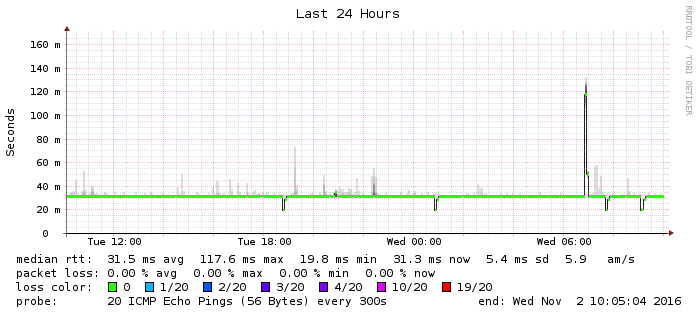 Last 24 Hours
RRDTOOL / TOBI OETIKER
Seconds
160 m
140 m
120 m
100 m
80 m
60 m
40 m
20 m
0
Tue 12:00 Tue 18:00 Wed 00:00 Wed 06:00
median rtt: 31.5 ms avg 117.6 ms max 19.8 ms min 31.3 ms now 5.4 ms sd 5.9 am/s
packet loss: 0.00 % avg 0.00 % max 0.00 % min 0.00 % now
loss color: 0 1/20 2/20 3/20 4/20 10/20 19/20
probe: 20 ICMP Echo Pings (56 Bytes) every 300s end: Wed Nov 2 10:05:04 2016